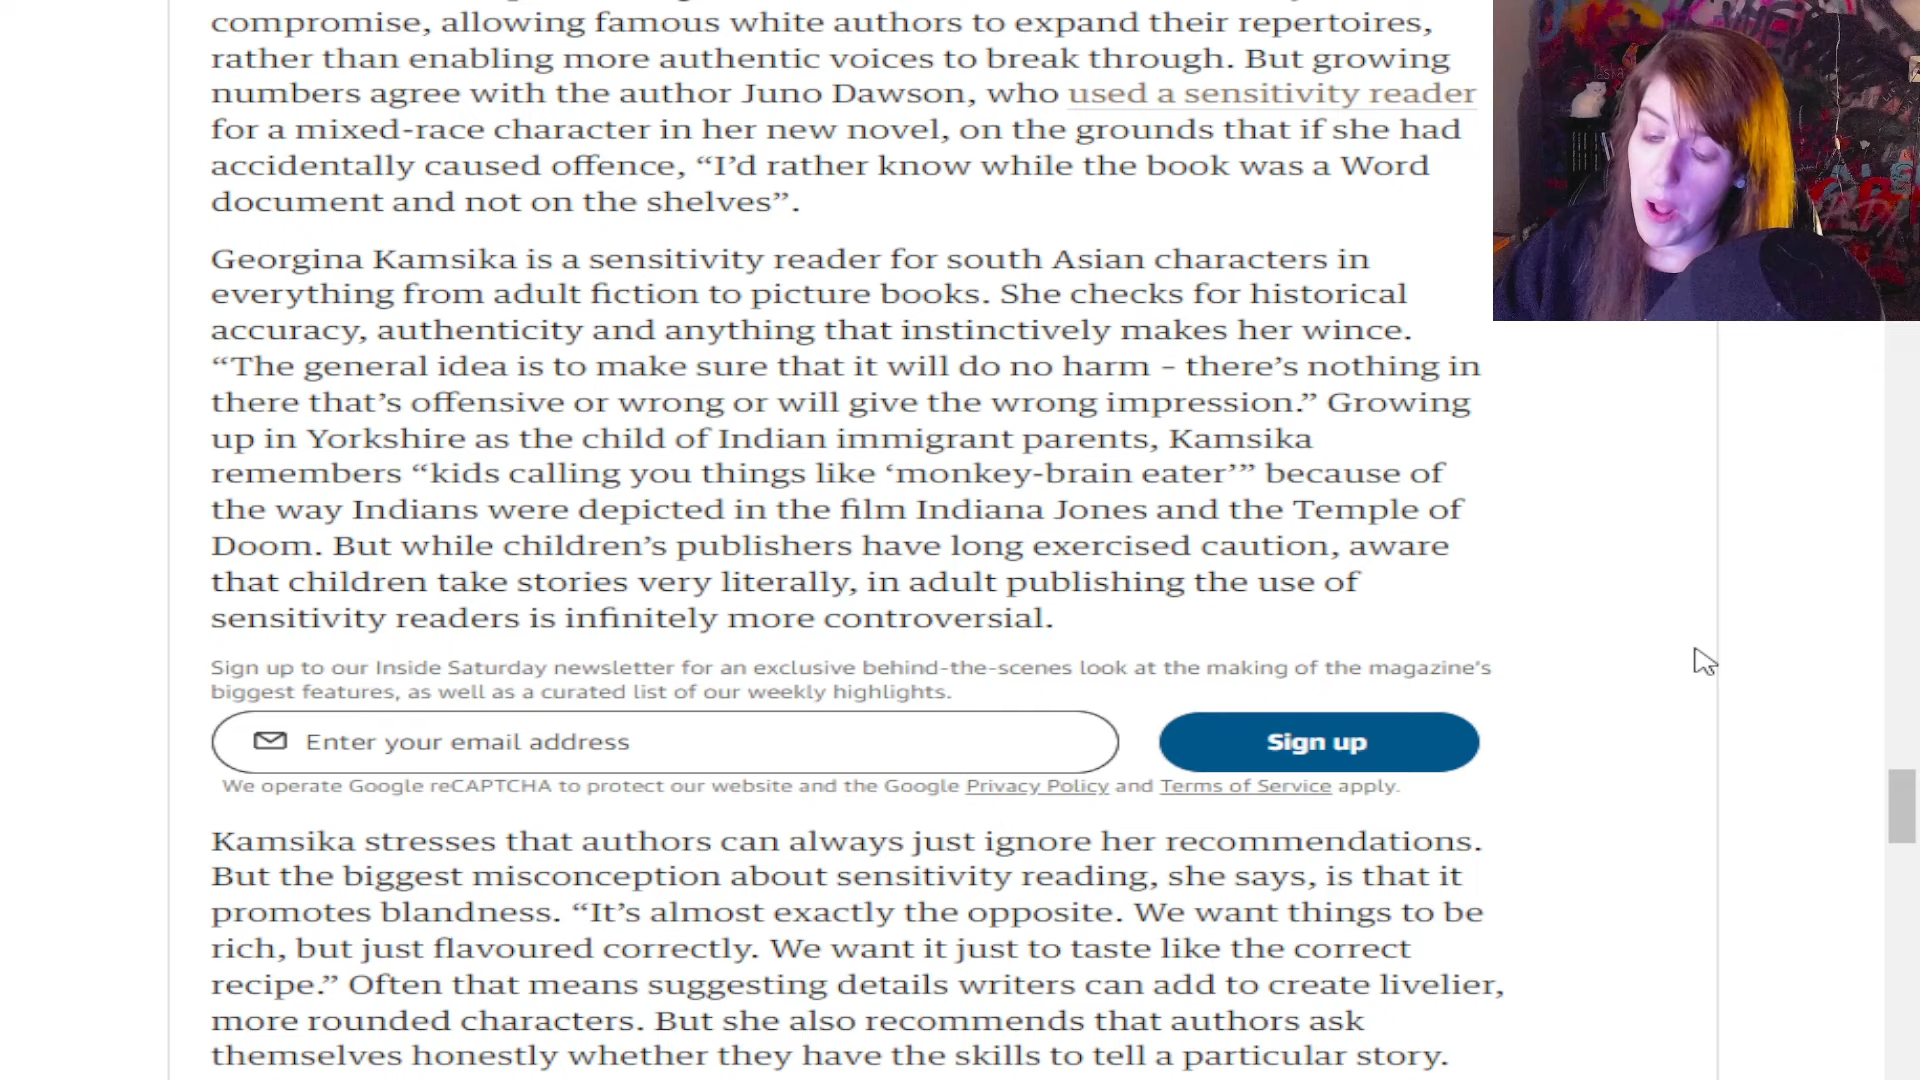 compromise, allowing famous white authors to expand their repertoires,
rather than enabling more authentic voices to break through. But growing
numbers agree with the author Juno Dawson, who used a sensitivity reader
for a mixed-race character in her new novel, on the grounds that if she had
accidentally caused offence, “I’d rather know while the book was a Word
document and not on the shelves”.
Georgina Kamsika is a sensitivity reader for south Asian characters in
everything from adult fiction to picture books. She checks for historical
accuracy, authenticity and anything that instinctively makes her wince.
“The general idea is to make sure that it will do no harm – there’s nothing in
there that’s offensive or wrong or will give the wrong impression.” Growing
up in Yorkshire as the child of Indian immigrant parents, Kamsika
remembers “kids calling you things like ‘monkey-brain eater’” because of
the way Indians were depicted in the film Indiana Jones and the Temple of
Doom. But while children’s publishers have long exercised caution, aware
that children take stories very literally, in adult publishing the use of
sensitivity readers is infinitely more controversial.
Sign up to our Inside Saturday newsletter for an exclusive behind-the-scenes look at the making of the magazine’s
biggest features, as well as a curated list of our weekly highlights.
Enter your email address
Sign up
We operate Google reCAPTCHA to protect our website and the Google Privacy Policy and Terms of Service apply.
Kamsika stresses that authors can always just ignore her recommendations.
But the biggest misconception about sensitivity reading, she says, is that it
promotes blandness. “It’s almost exactly the opposite. We want things to be
rich, but just flavoured correctly. We want it just to taste like the correct
recipe.” Often that means suggesting details writers can add to create livelier,
more rounded characters. But she also recommends that authors ask
themselves honestly whether they have the skills to tell a particular story.